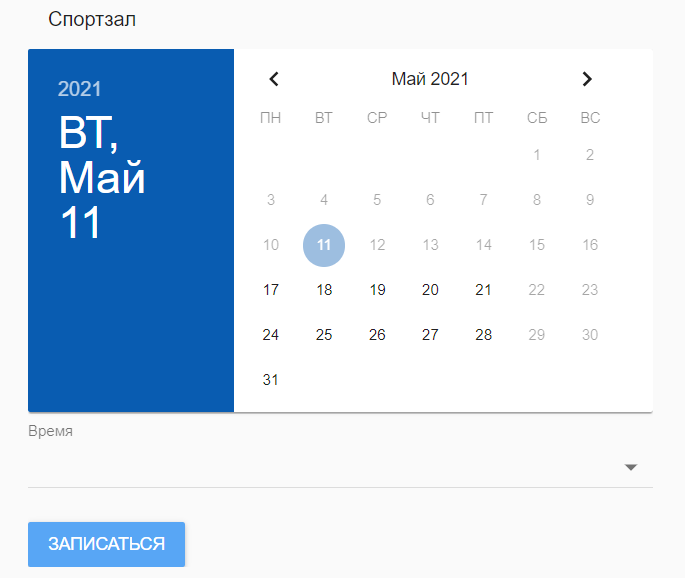 Спортзал
2021
ВТ,
Май
11
Май 2021
ПН ВТ СР ЧТ ПТ СБ ВС
1 2
3 4 5 6 7 8 9
10 11 12 13 14 15 16
17 18 19 20 21 22 23
24 25 26 27 28 29 30
31
Время
ЗАПИСАТЬСЯ